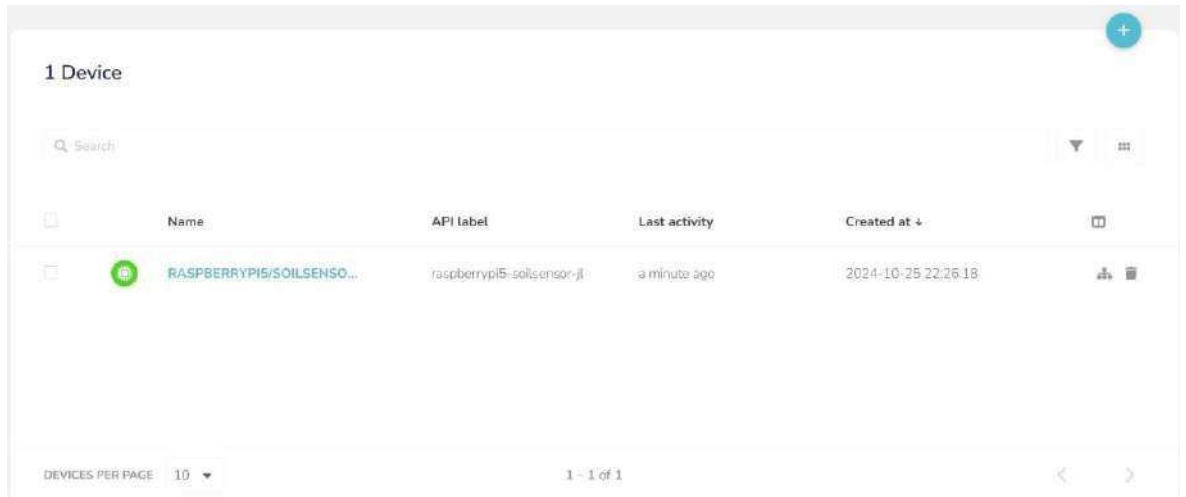 1 Device
Search
Name API label Last activity Created at ↓
RASPBERRYPI5/SOILSENSO... raspberrypi5-soilsensor-jl a minute ago 2024-10-25 22:26:18
DEVICES PER PAGE 10 1 - 1 of 1